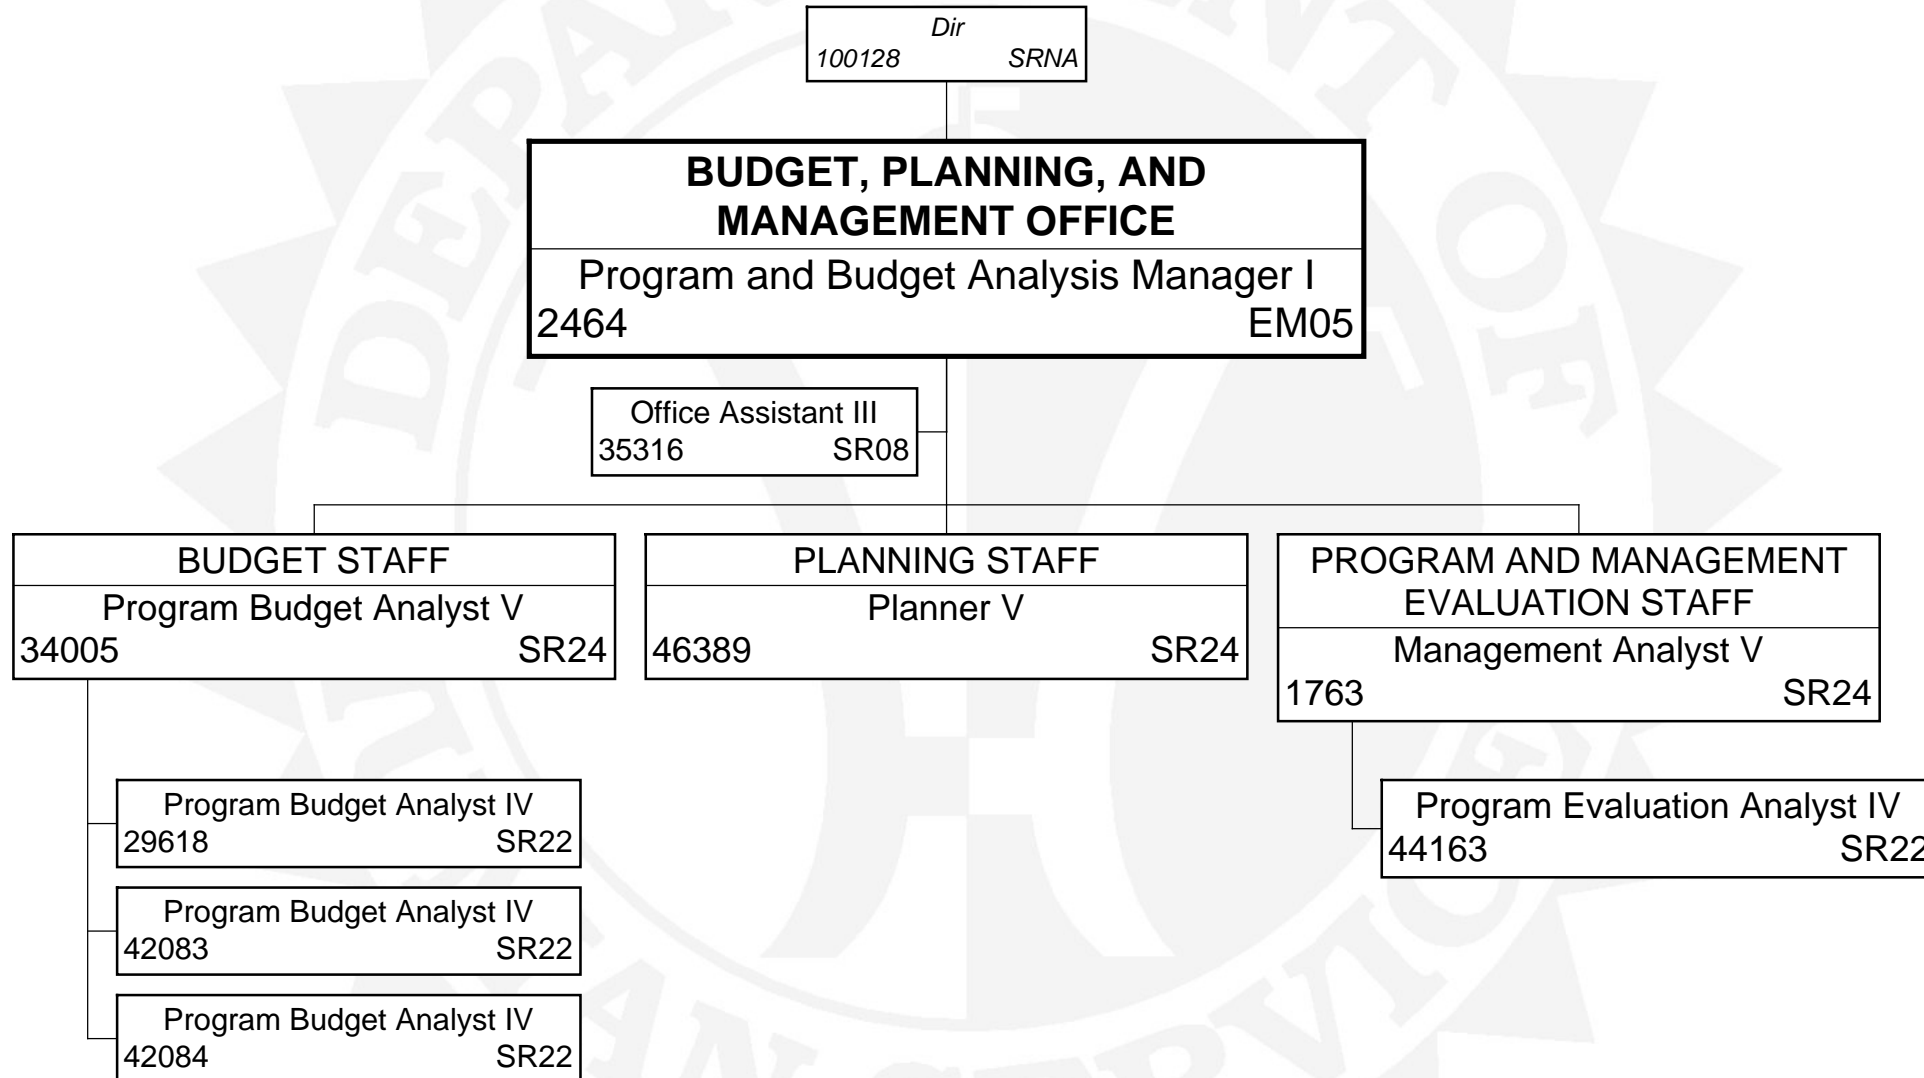 Dir
100128 SRNA
BUDGET, PLANNING, AND
MANAGEMENT OFFICE
Program and Budget Analysis Manager I
2464 EM05
Office Assistant III
35316 SR08
BUDGET STAFF
Program Budget Analyst V
34005 SR24
PLANNING STAFF
Planner V
46389 SR24
PROGRAM AND MANAGEMENT
EVALUATION STAFF
Management Analyst V
1763 SR24
Program Budget Analyst IV
29618 SR22
Program Budget Analyst IV
42083 SR22
Program Budget Analyst IV
42084 SR22
Program Evaluation Analyst IV
44163 SR22